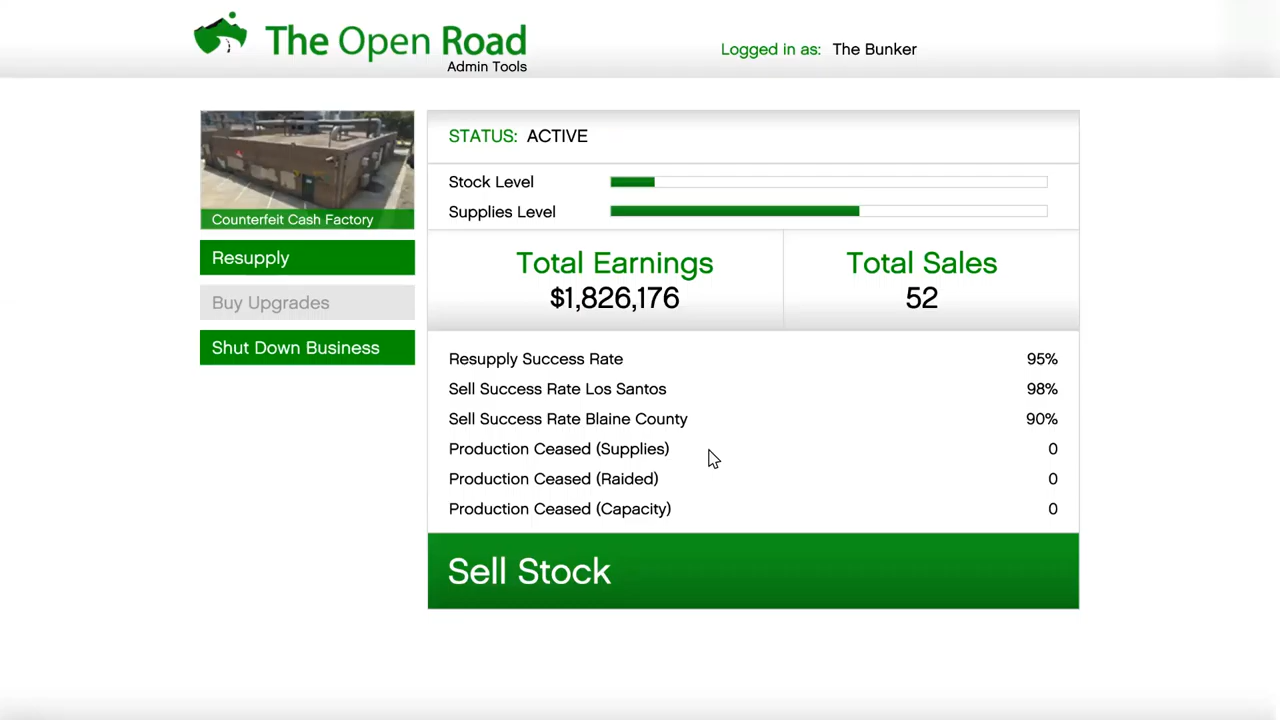 The Open Road
Admin Tools
Logged in as: The Bunker
Counterfeit Cash Factory
Resupply
Buy Upgrades
Shut Down Business
STATUS: ACTIVE
Stock Level
Supplies Level
Total Earnings
$1,826,176
Total Sales
52
Resupply Success Rate 95%
Sell Success Rate Los Santos 98%
Sell Success Rate Blaine County 90%
Production Ceased (Supplies) 0
Production Ceased (Raided) 0
Production Ceased (Capacity) 0
Sell Stock